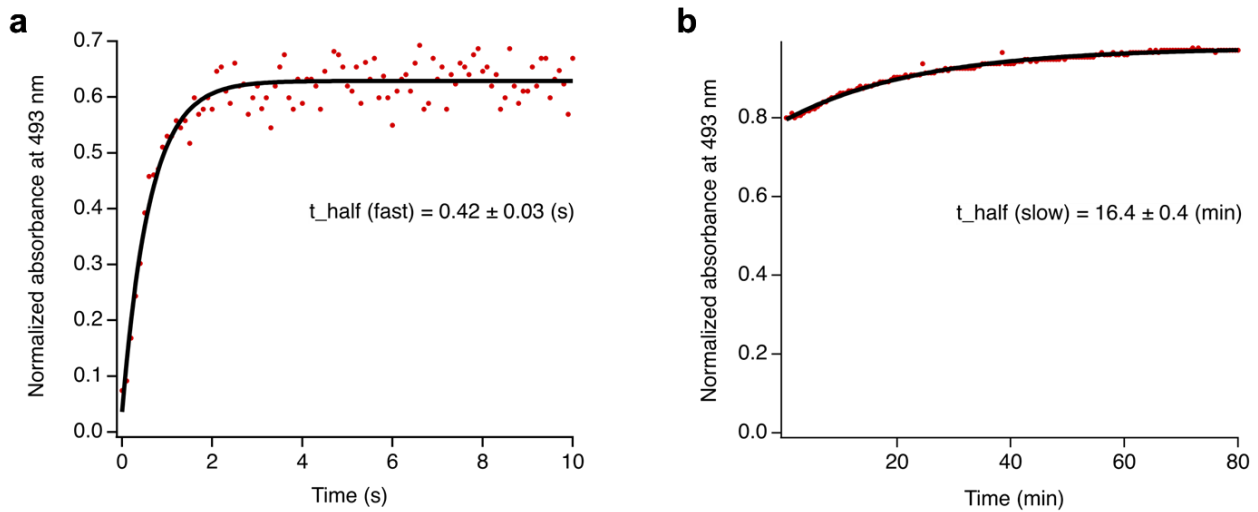 a
Normalized absorbance at 493 nm
0.7
0.6
0.5
0.4
0.3
0.2
0.1
0.0
t_half (fast) = 0.42 ± 0.03 (s)
0 2 4 6 8 10
Time (s)
b
Normalized absorbance at 493 nm
0.8
0.6
0.4
0.2
0.0
t_half (slow) = 16.4 ± 0.4 (min)
20 40 60 80
Time (min)